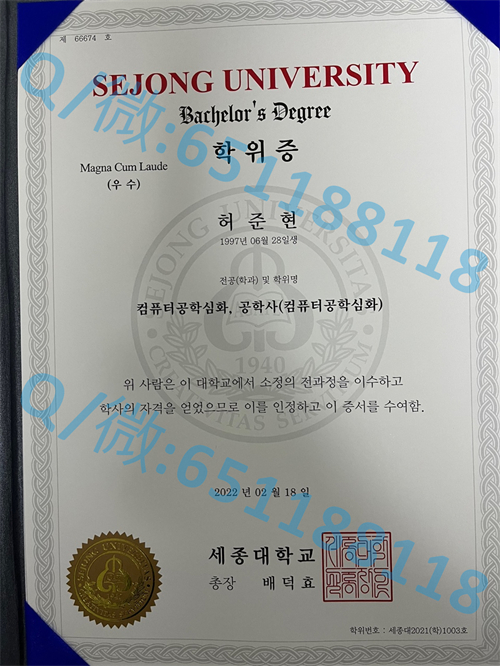 제 66674 호
SEJONG UNIVERSITY
Bachelor's Degree
학위증
Magna Cum Laude
(우수)
허준현
1997년 06월 28일생
전공(학과) 및 학위명
컴퓨터공학심화, 공학사(컴퓨터공학심화)
SEJONG UNIVERSITAS
1940
위 사람은 이 대학교에서 소정의 전과정을 이수하고
학사의 자격을 얻었으므로 이를 인정하고 이 증서를 수여함.
2022 년 02 월 18 일
세종대학교
총장 배덕효
SEJONG UNIVERSITY
학위번호 : 세종대2021(학)1003호
Q/微:651188118
Q/微:651188118